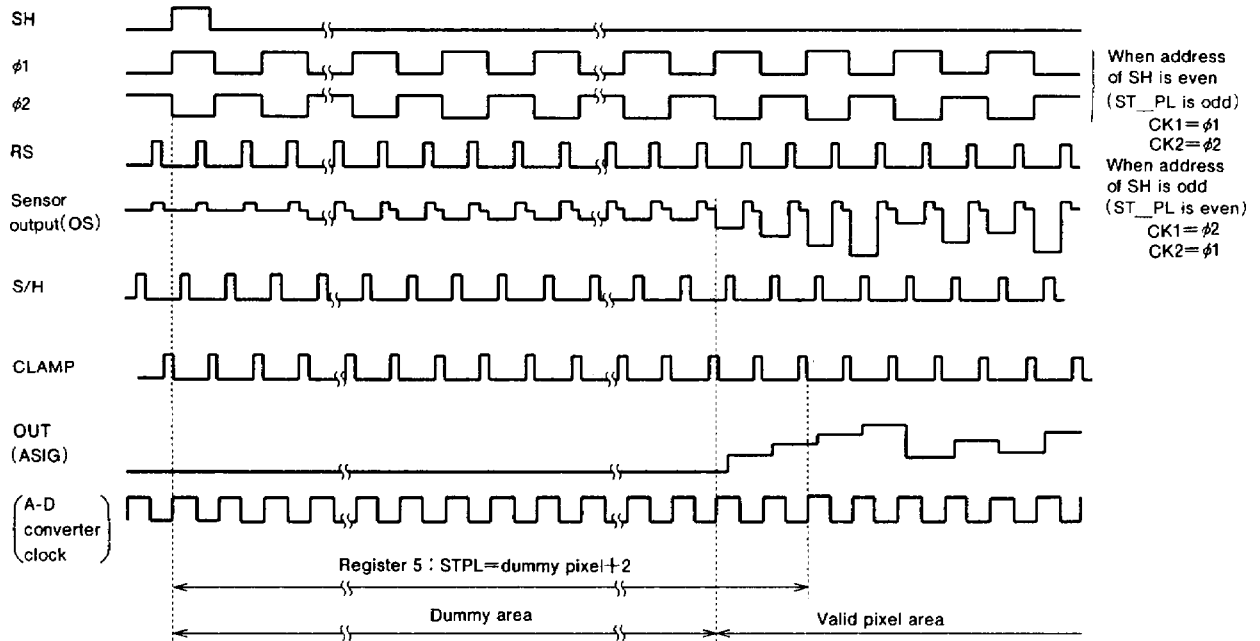 SH
φ1
φ2
RS
Sensor
output(OS)
S/H
CLAMP
OUT
(ASIG)
A-D
converter
clock
When address
of SH is even
(ST__PL is odd)
CK1=φ1
CK2=φ2
When address
of SH is odd
(ST__PL is even)
CK1=φ2
CK2=φ1
Register 5 : STPL=dummy pixel+2
Dummy area
Valid pixel area